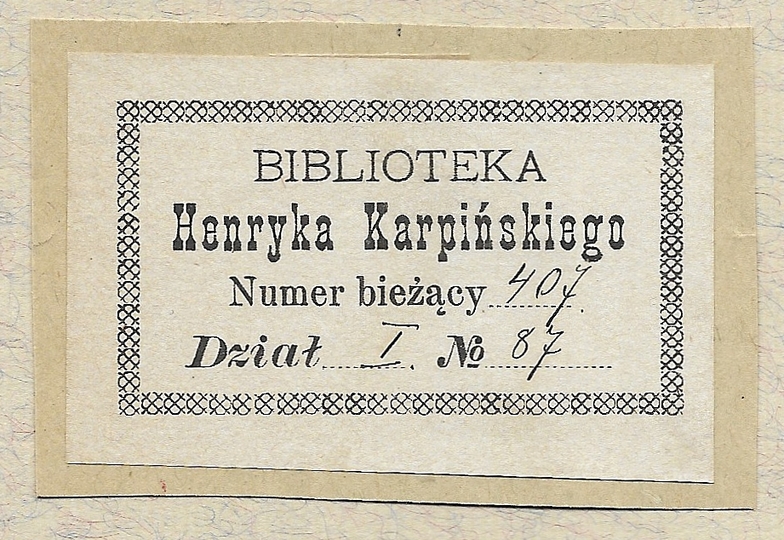 BIBLIOTEKA
Henryka Karpińskiego
Numer bieżący 407.
Dział I. № 87